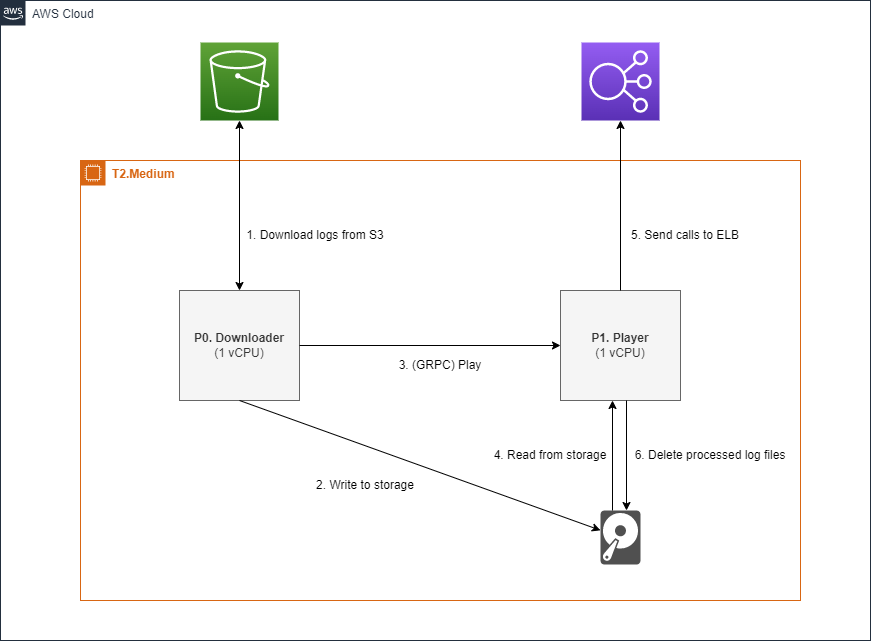 aws
AWS Cloud
T2.Medium
1. Download logs from S3
5. Send calls to ELB
P0. Downloader
(1 vCPU)
P1. Player
(1 vCPU)
3. (GRPC) Play
4. Read from storage
6. Delete processed log files
2. Write to storage